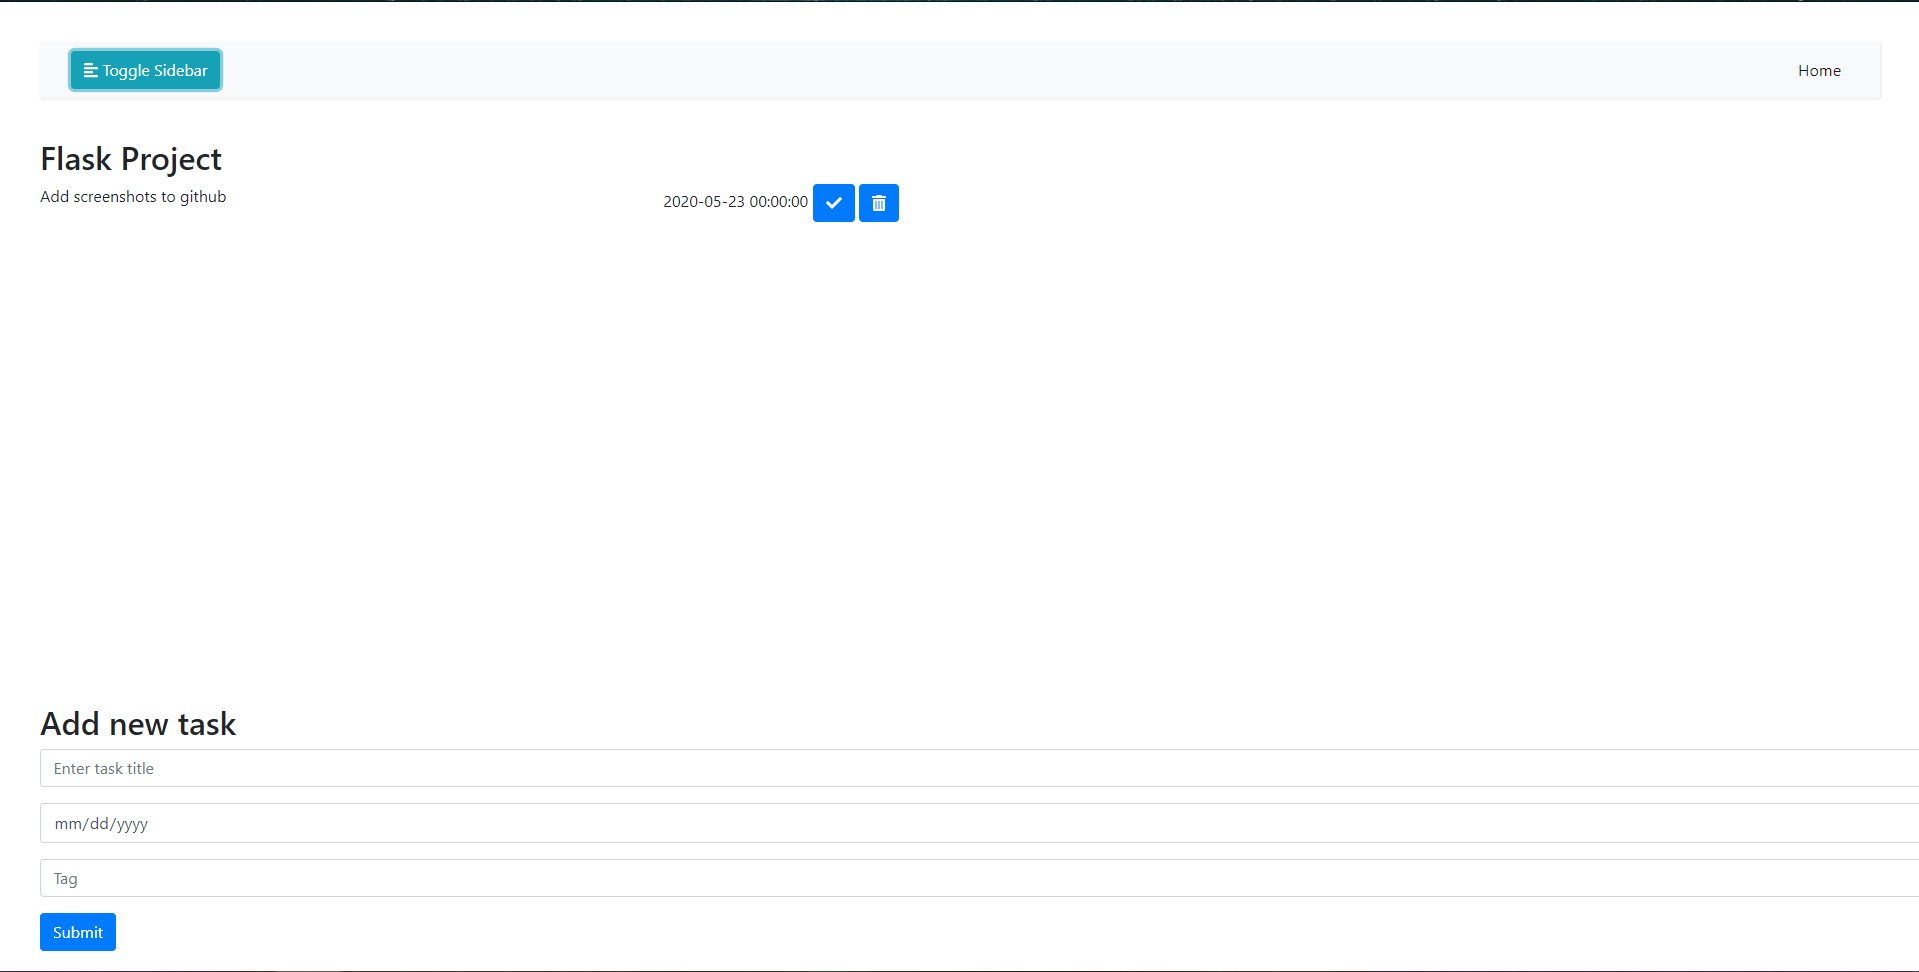 Toggle Sidebar
Home
Flask Project
Add screenshots to github
2020-05-23 00:00:00
Add new task
Enter task title
mm/dd/yyyy
Tag
Submit